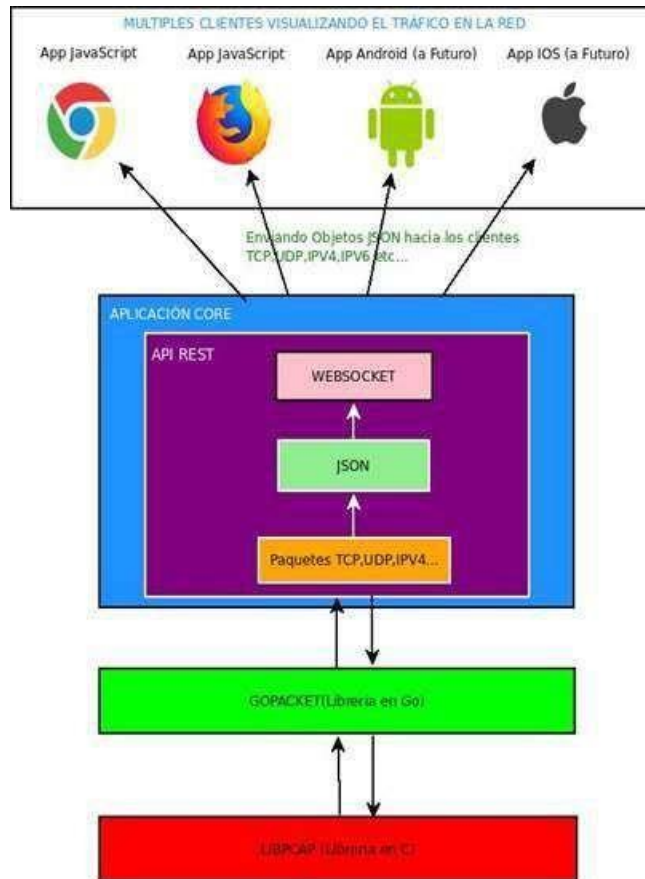 MULTIPLES CLIENTES VISUALIZANDO EL TRÁFICO EN LA RED
App JavaScript
App JavaScript
App Android (a Futuro)
App IOS (a Futuro)
Enviando Objetos JSON hacia los clientes
TCP,UDP,IPV4,IPV6,etc...
APLICACIÓN CORE
API REST
WEBSOCKET
JSON
Paquetes TCP,UDP,IPV4...
GOPACKET(Libreria en Go)
LIBPCAP (Libreria en C)